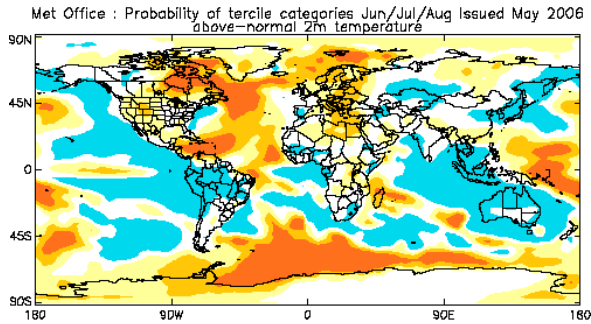 Met Office : Probability of tercile categories Jun/Jul/Aug Issued May 2006
above-normal 2m temperature
90N
45N
0
45S
90S
180 90W 0 90E 180